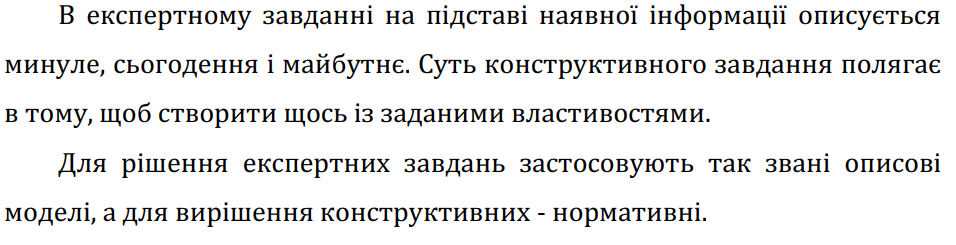 В експертному завданні на підставі наявної інформації описується
минуле, сьогодення і майбутнє. Суть конструктивного завдання полягає
в тому, щоб створити щось із заданими властивостями.
Для рішення експертних завдань застосовують так звані описові
моделі, а для вирішення конструктивних - нормативні.